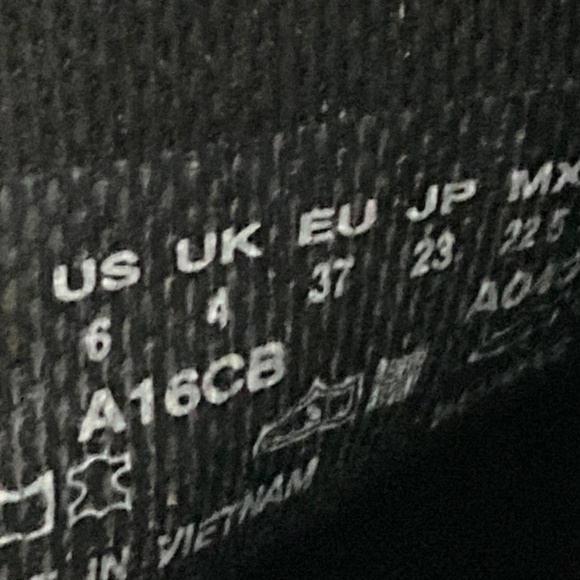 US UK EU JP MX
6 4 37 23 22 5
A16CB
IN VIETNAM